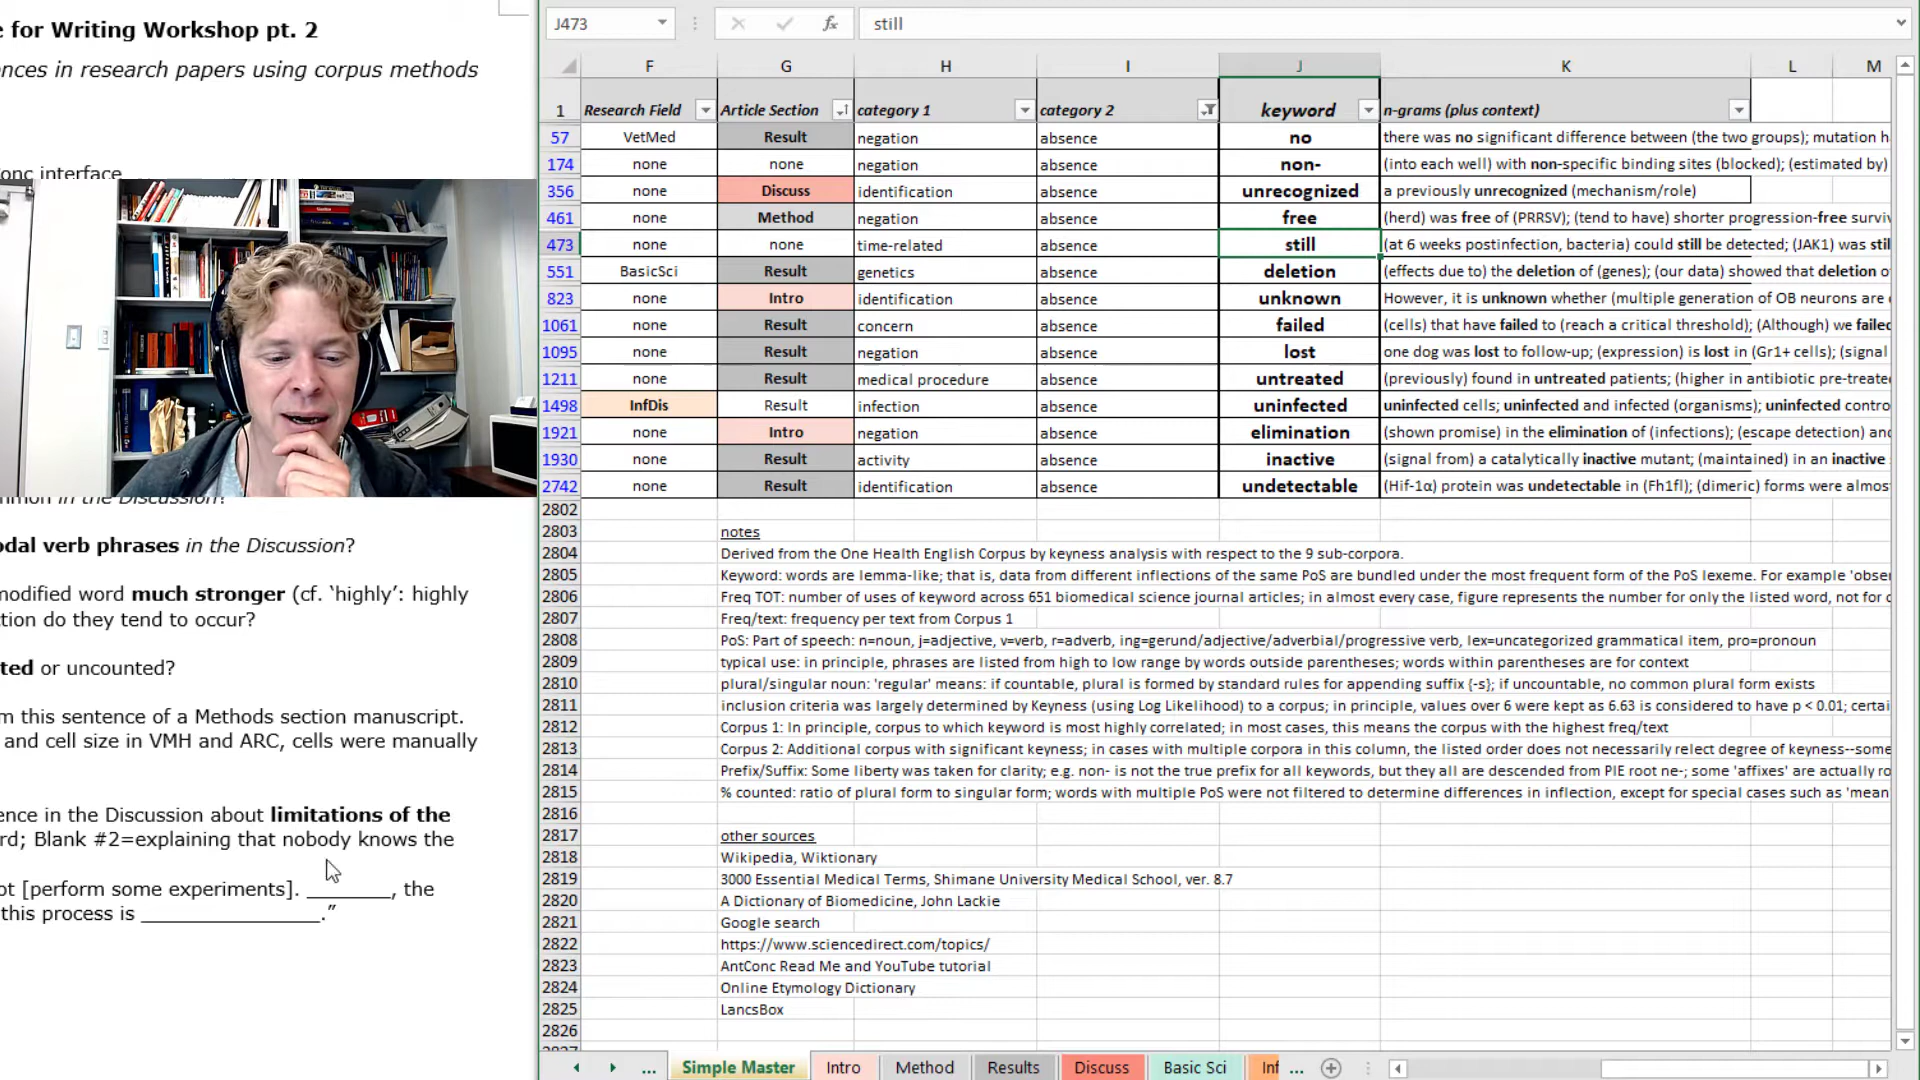 e for Writing Workshop pt. 2
nces in research papers using corpus methods
onc interface
mmon in the Discussion?
odal verb phrases in the Discussion?
modified word much stronger (cf. ‘highly’: highly
ction do they tend to occur?
ted or uncounted?
m this sentence of a Methods section manuscript.
and cell size in VMH and ARC, cells were manually
ence in the Discussion about limitations of the
rd; Blank #2=explaining that nobody knows the
ot [perform some experiments]. _______, the
this process is _______________.”
J473 fx still
F G H I J K L M
1 Research Field Article Section category 1 category 2 keyword n-grams (plus context)
57 VetMed Result negation absence no there was no significant difference between (the two groups); mutation h
174 none none negation absence non- (into each well) with non-specific binding sites (blocked); (estimated by)
356 none Discuss identification absence unrecognized a previously unrecognized (mechanism/role)
461 none Method negation absence free (herd) was free of (PRRSV); (tend to have) shorter progression-free surviv
473 none none time-related absence still (at 6 weeks postinfection, bacteria) could still be detected; (JAK1) was stil
551 BasicSci Result genetics absence deletion (effects due to) the deletion of (genes); (our data) showed that deletion o
823 none Intro identification absence unknown However, it is unknown whether (multiple generation of OB neurons are
1061 none Result concern absence failed (cells) that have failed to (reach a critical threshold); (Although) we failed
1095 none Result negation absence lost one dog was lost to follow-up; (expression) is lost in (Gr1+ cells); (signal
1211 none Result medical procedure absence untreated (previously) found in untreated patients; (higher in antibiotic pre-treate
1498 InfDis Result infection absence uninfected uninfected cells; uninfected and infected (organisms); uninfected contro
1921 none Intro negation absence elimination (shown promise) in the elimination of (infections); (escape detection) and
1930 none Result activity absence inactive (signal from) a catalytically inactive mutant; (maintained) in an inactive
2742 none Result identification absence undetectable (Hif-1α) protein was undetectable in (Fh1fl); (dimeric) forms were almos
2802
2803 notes
2804 Derived from the One Health English Corpus by keyness analysis with respect to the 9 sub-corpora.
2805 Keyword: words are lemma-like; that is, data from different inflections of the same PoS are bundled under the most frequent form of the PoS lexeme. For example 'obser
2806 Freq TOT: number of uses of keyword across 651 biomedical science journal articles; in almost every case, figure represents the number for only the listed word, not for
2807 Freq/text: frequency per text from Corpus 1
2808 PoS: Part of speech: n=noun, j=adjective, v=verb, r=adverb, ing=gerund/adjective/adverbial/progressive verb, lex=uncategorized grammatical item, pro=pronoun
2809 typical use: in principle, phrases are listed from high to low range by words outside parentheses; words within parentheses are for context
2810 plural/singular noun: 'regular' means: if countable, plural is formed by standard rules for appending suffix {-s}; if uncountable, no common plural form exists
2811 inclusion criteria was largely determined by Keyness (using Log Likelihood) to a corpus; in principle, values over 6 were kept as 6.63 is considered to have p < 0.01; certai
2812 Corpus 1: In principle, corpus to which keyword is most highly correlated; in most cases, this means the corpus with the highest freq/text
2813 Corpus 2: Additional corpus with significant keyness; in cases with multiple corpora in this column, the listed order does not necessarily relect degree of keyness--some
2814 Prefix/Suffix: Some liberty was taken for clarity; e.g. non- is not the true prefix for all keywords, but they all are descended from PIE root ne-; some 'affixes' are actually ro
2815 % counted: ratio of plural form to singular form; words with multiple PoS were not filtered to determine differences in inflection, except for special cases such as 'mean'
2816
2817 other sources
2818 Wikipedia, Wiktionary
2819 3000 Essential Medical Terms, Shimane University Medical School, ver. 8.7
2820 A Dictionary of Biomedicine, John Lackie
2821 Google search
2822 https://www.sciencedirect.com/topics/
2823 AntConc Read Me and YouTube tutorial
2824 Online Etymology Dictionary
2825 LancsBox
2826
... Simple Master Intro Method Results Discuss Basic Sci Inf ...